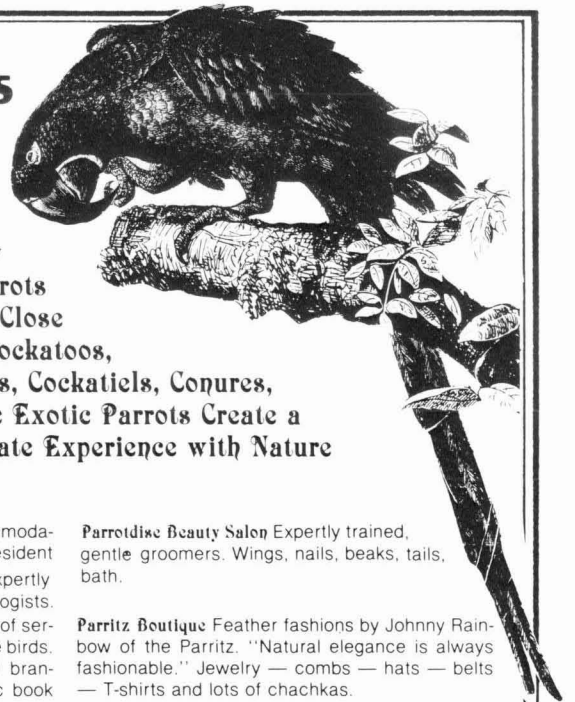 s
rots
Close
ockatoos,
s, Cockatiels, Conures,
Exotic Parrots Create a
ate Experience with Nature
moda-
esident
xpertly
ogists.
of ser-
birds.
bran-
c book
Parrotdise Beauty Salon Expertly trained,
gentle groomers. Wings, nails, beaks, tails,
bath.
Parritz Boutique Feather fashions by Johnny Rain-
bow of the Parritz. "Natural elegance is always
fashionable." Jewelry — combs — hats — belts
— T-shirts and lots of chachkas.